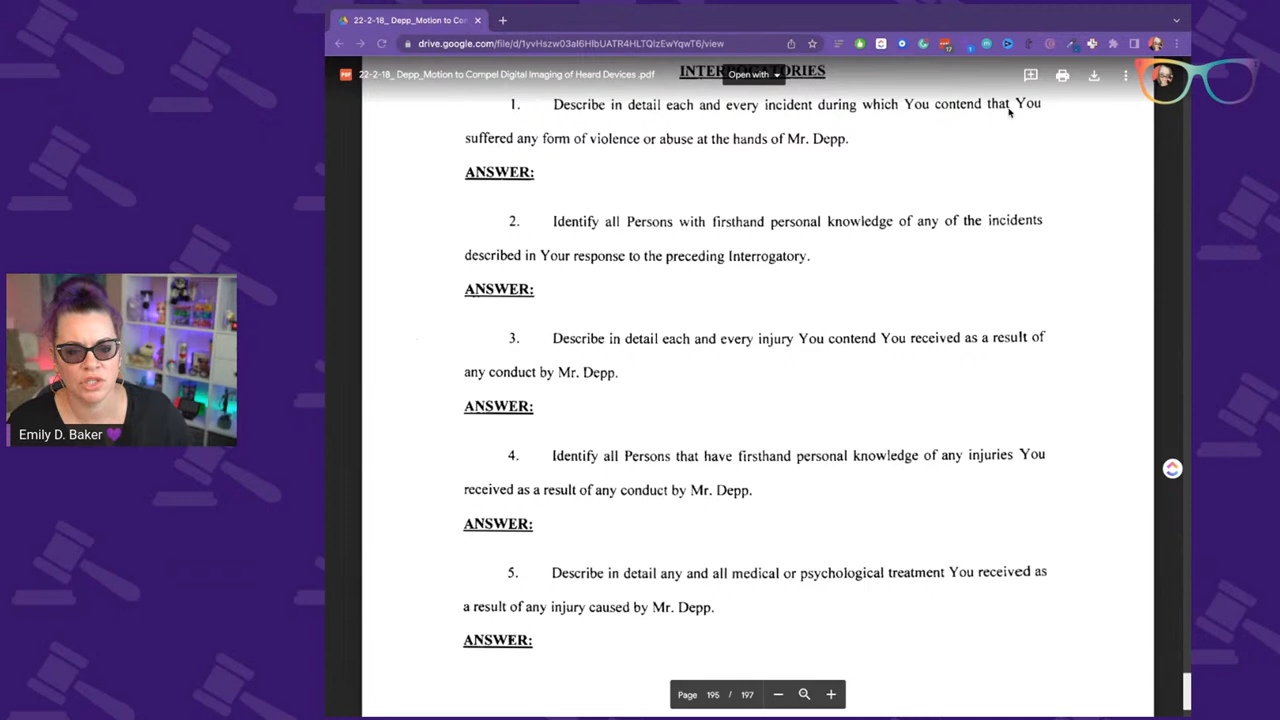 22-2-18_ Depp_Motion to Con
drive.google.com/file/d/1yvHszw03aI6HIbUATR4HLTQIzEwYqwT6/view
22-2-18_ Depp_Motion to Compel Digital Imaging of Heard Devices .pdf
Open with
INTERROGATORIES
1. Describe in detail each and every incident during which You contend that You
suffered any form of violence or abuse at the hands of Mr. Depp.
ANSWER:
2. Identify all Persons with firsthand personal knowledge of any of the incidents
described in Your response to the preceding Interrogatory.
ANSWER:
3. Describe in detail each and every injury You contend You received as a result of
any conduct by Mr. Depp.
ANSWER:
4. Identify all Persons that have firsthand personal knowledge of any injuries You
received as a result of any conduct by Mr. Depp.
ANSWER:
5. Describe in detail any and all medical or psychological treatment You received as
a result of any injury caused by Mr. Depp.
ANSWER:
Page 195 / 197
Emily D. Baker 💜